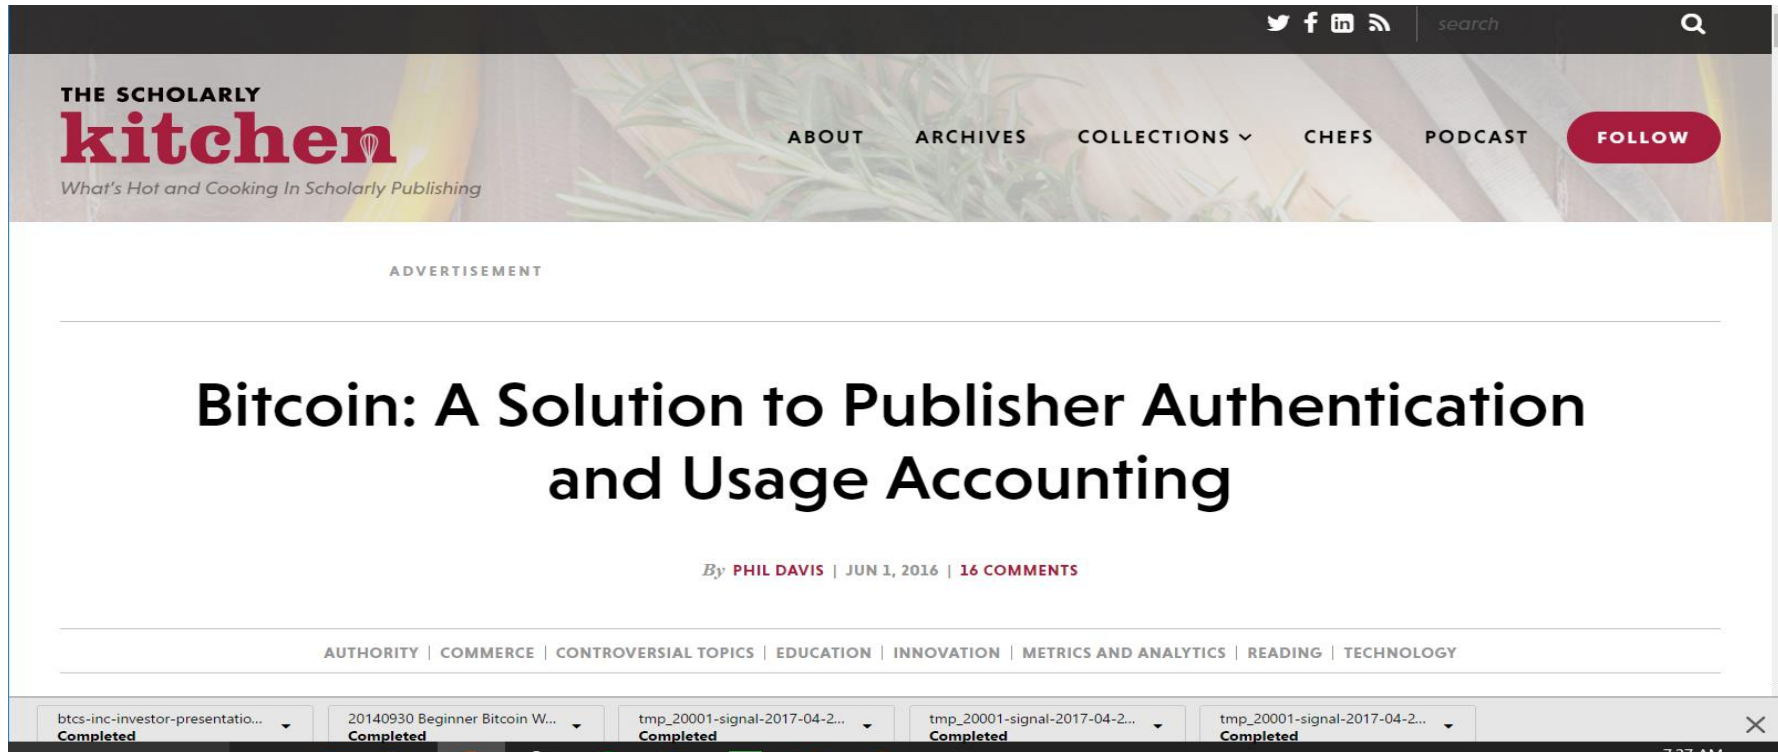 search
THE SCHOLARLY
kitchen
What's Hot and Cooking In Scholarly Publishing
ABOUT ARCHIVES COLLECTIONS CHEFS PODCAST FOLLOW
ADVERTISEMENT
Bitcoin: A Solution to Publisher Authentication
and Usage Accounting
By PHIL DAVIS | JUN 1, 2016 | 16 COMMENTS
AUTHORITY | COMMERCE | CONTROVERSIAL TOPICS | EDUCATION | INNOVATION | METRICS AND ANALYTICS | READING | TECHNOLOGY
btcs-inc-investor-presentatio... 20140930 Beginner Bitcoin W... tmp_20001-signal-2017-04-2... tmp_20001-signal-2017-04-2... tmp_20001-signal-2017-04-2...
Completed Completed Completed Completed Completed